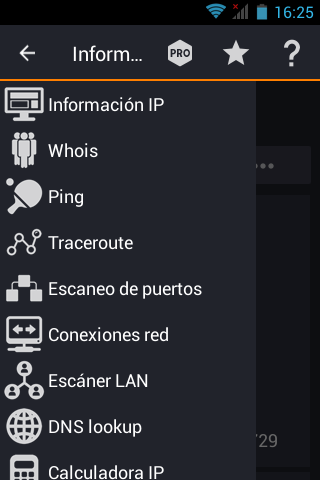 16:25
Inform...
PRO
?
Información IP
Whois
Ping
Traceroute
Escaneo de puertos
Conexiones red
Escáner LAN
DNS lookup
729
Calculadora IP